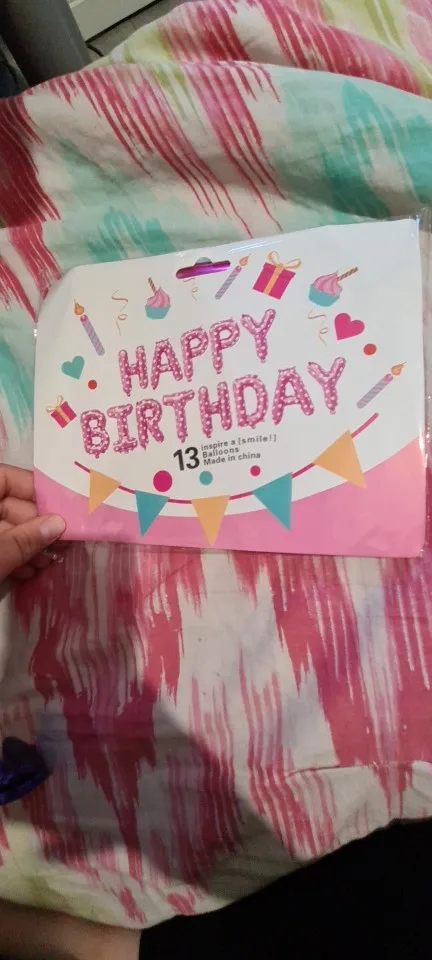 HAPPY
BIRTHDAY
13 inspire a [smile!]
Balloons
Made in china